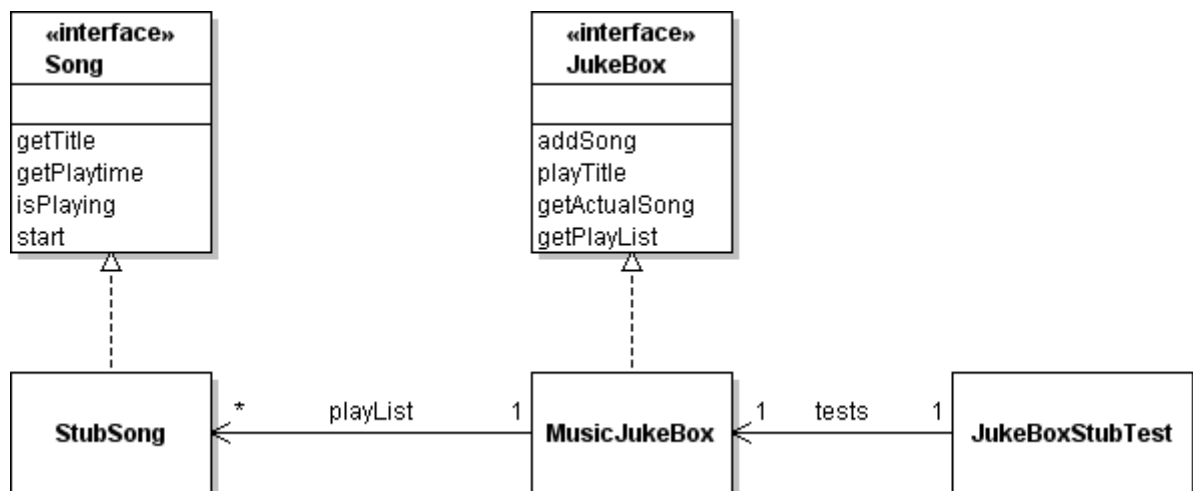 «interface»
Song
getTitle
getPlaytime
isPlaying
start
«interface»
JukeBox
addSong
playTitle
getActualSong
getPlayList
StubSong
* playList 1
MusicJukeBox
1 tests 1
JukeBoxStubTest